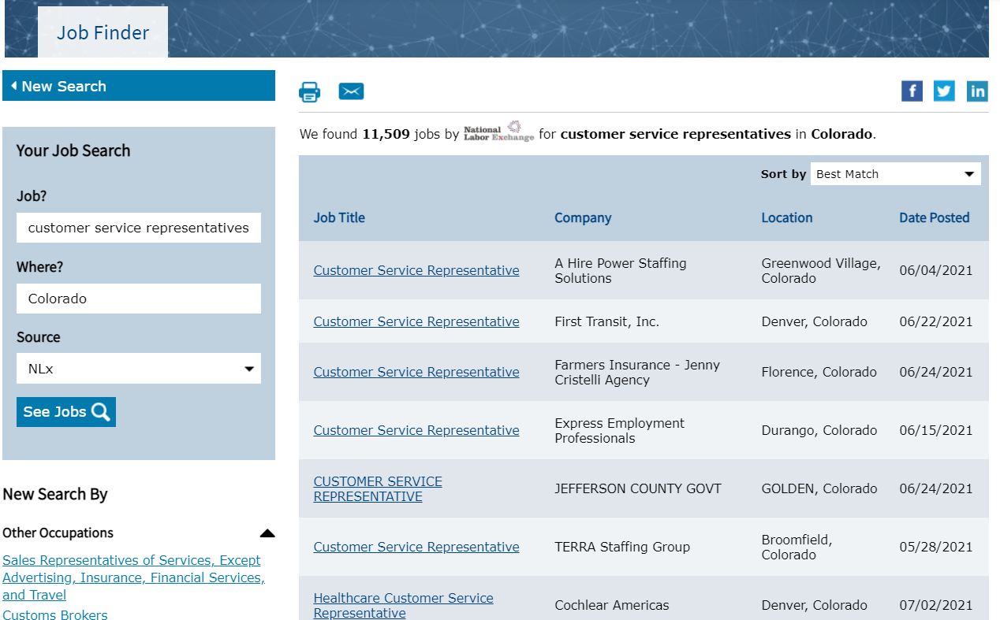 Job Finder
New Search
Your Job Search
Job?
customer service representatives
Where?
Colorado
Source
NLx
See Jobs
New Search By
Other Occupations
Sales Representatives of Services, Except
Advertising, Insurance, Financial Services,
and Travel
Customs Brokers
f in
We found 11,509 jobs by National Labor Exchange for customer service representatives in Colorado.
Sort by Best Match
Job Title Company Location Date Posted
Customer Service Representative A Hire Power Staffing
Solutions Greenwood Village,
Colorado 06/04/2021
Customer Service Representative First Transit, Inc. Denver, Colorado 06/22/2021
Customer Service Representative Farmers Insurance - Jenny
Cristelli Agency Florence, Colorado 06/24/2021
Customer Service Representative Express Employment
Professionals Durango, Colorado 06/15/2021
CUSTOMER SERVICE
REPRESENTATIVE JEFFERSON COUNTY GOVT GOLDEN, Colorado 06/24/2021
Customer Service Representative TERRA Staffing Group Broomfield,
Colorado 05/28/2021
Healthcare Customer Service
Representative Cochlear Americas Denver, Colorado 07/02/2021